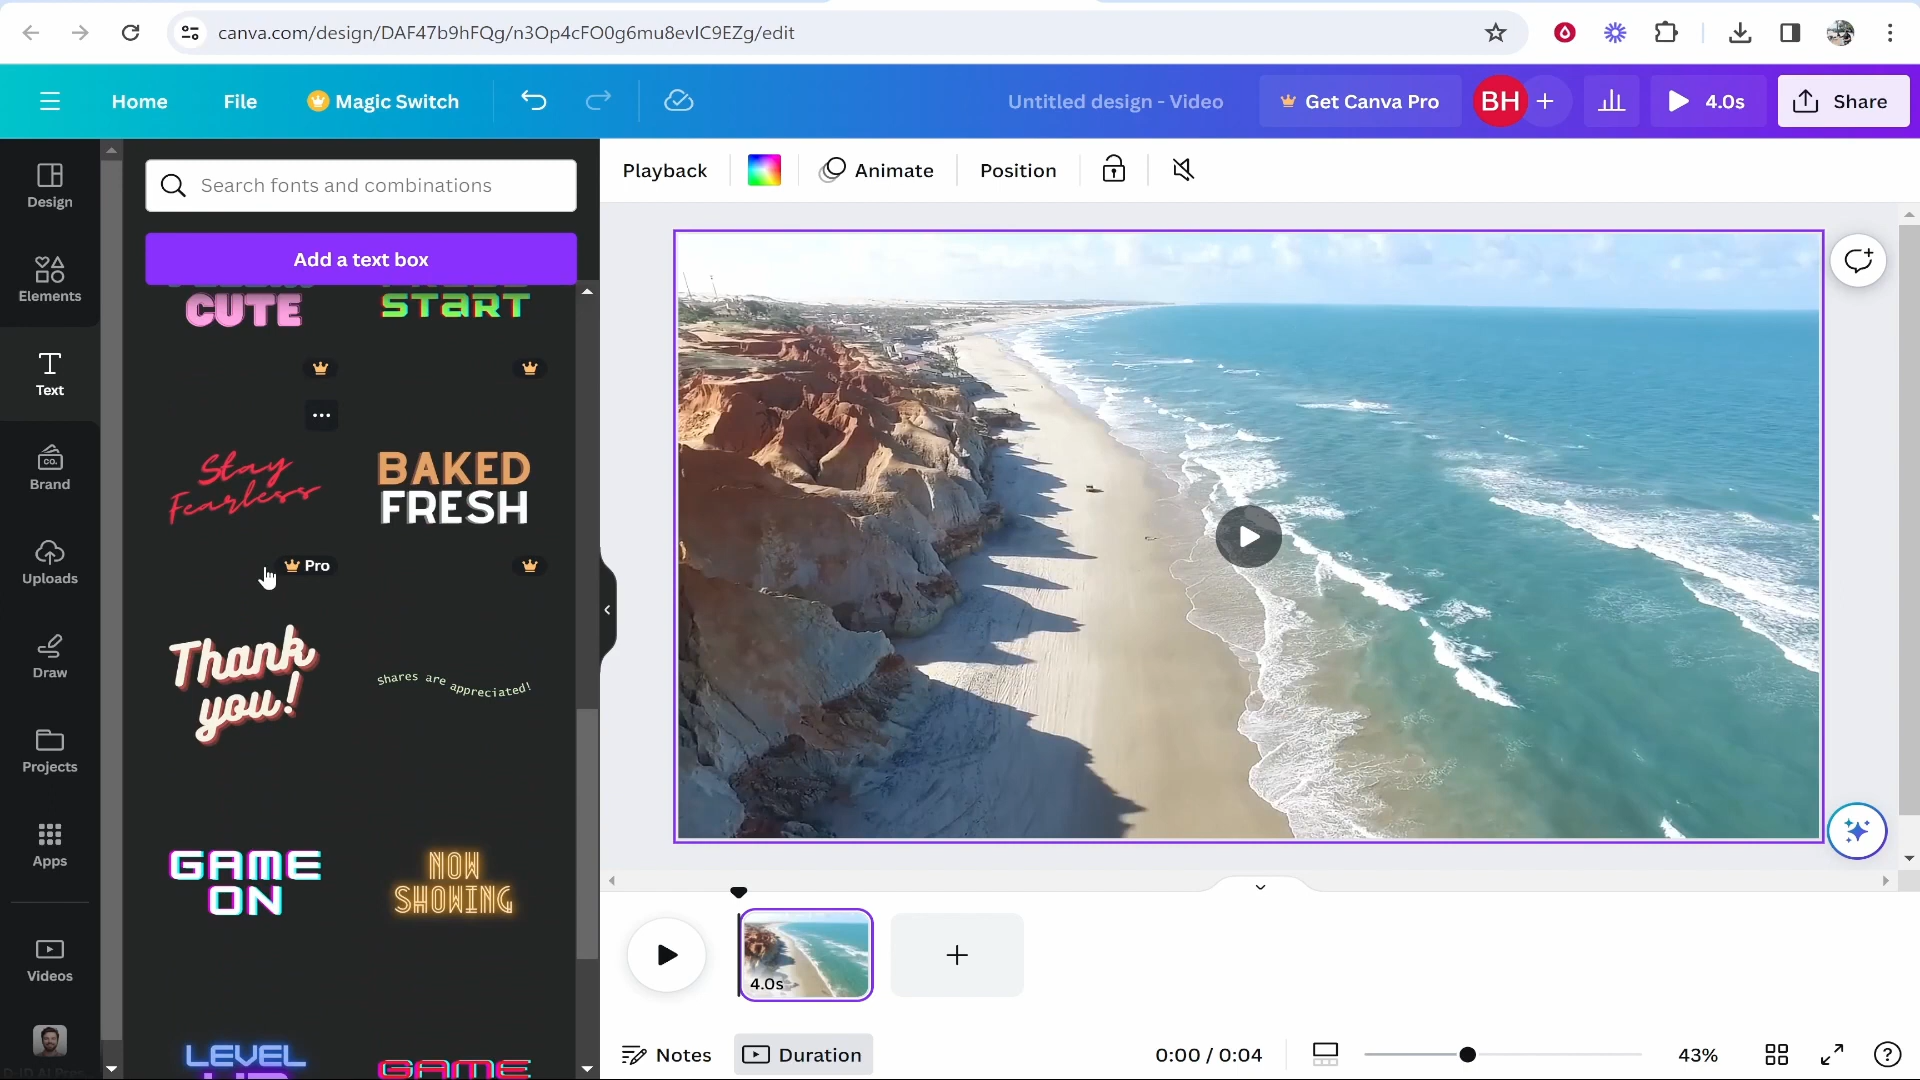 canva.com/design/DAF47b9hFQg/n3Op4cFO0g6mu8evlC9EZg/edit
Home File Magic Switch Untitled design - Video Get Canva Pro BH + 4.0s Share
Design
Elements
Text
Brand
Uploads
Draw
Projects
Apps
Videos
Search fonts and combinations
Add a text box
CUTE
START
Stay
Fearless
BAKED
FRESH
Pro
Thank
you!
shares are appreciated!
GAME
ON
NOW
SHOWING
LEVEL
GAME
Playback Animate Position
4.0s
Notes Duration 0:00 / 0:04 43%